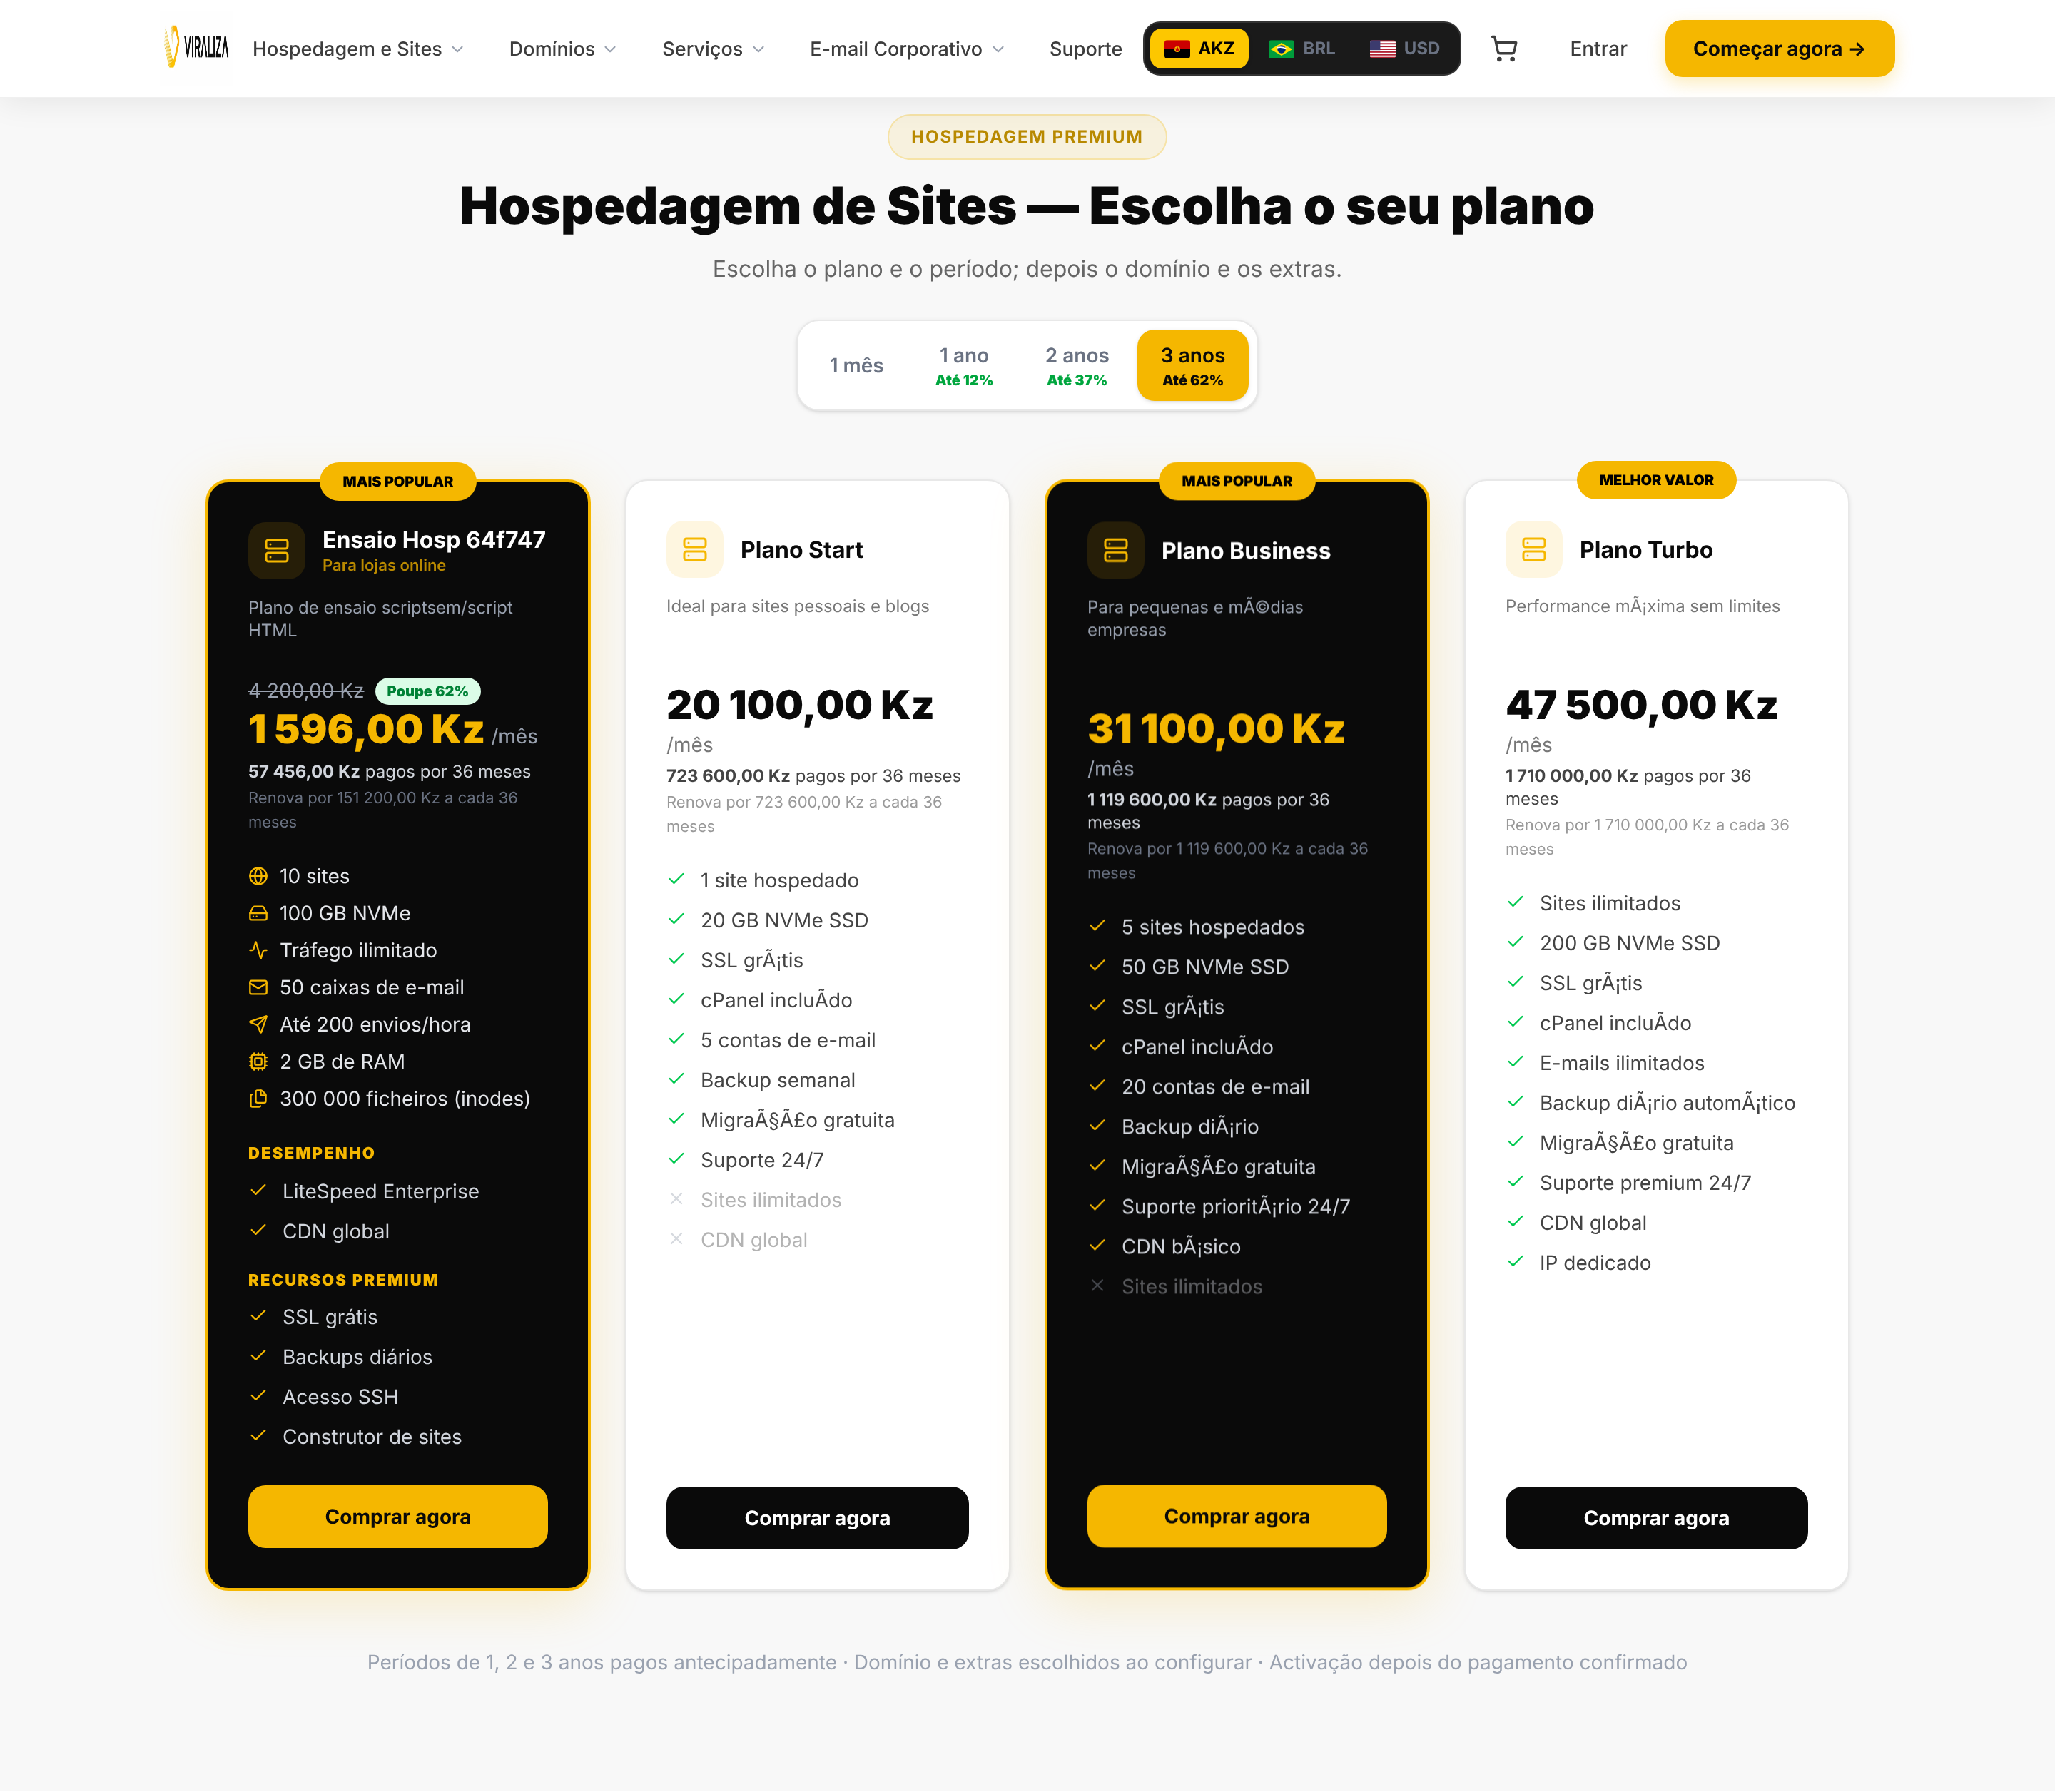 VIRALIZA
Hospedagem e Sites
Domínios
Serviços
E-mail Corporativo
Suporte
AKZ
BRL
USD
Entrar
Começar agora →
HOSPEDAGEM PREMIUM
Hospedagem de Sites — Escolha o seu plano
Escolha o plano e o período; depois o domínio e os extras.
1 mês
1 ano
Até 12%
2 anos
Até 37%
3 anos
Até 62%
MAIS POPULAR
Ensaio Hosp 64f747
Para lojas online
Plano de ensaio scriptsem/script
HTML
4 200,00 Kz
Poupe 62%
1 596,00 Kz /mês
57 456,00 Kz pagos por 36 meses
Renova por 151 200,00 Kz a cada 36
meses
10 sites
100 GB NVMe
Tráfego ilimitado
50 caixas de e-mail
Até 200 envios/hora
2 GB de RAM
300 000 ficheiros (inodes)
DESEMPENHO
LiteSpeed Enterprise
CDN global
RECURSOS PREMIUM
SSL grátis
Backups diários
Acesso SSH
Construtor de sites
Comprar agora
Plano Start
Ideal para sites pessoais e blogs
20 100,00 Kz
/mês
723 600,00 Kz pagos por 36 meses
Renova por 723 600,00 Kz a cada 36
meses
1 site hospedado
20 GB NVMe SSD
SSL grÃ¡tis
cPanel incluÃdo
5 contas de e-mail
Backup semanal
MigraÃ§Ã£o gratuita
Suporte 24/7
Sites ilimitados
CDN global
Comprar agora
MAIS POPULAR
Plano Business
Para pequenas e mÃ©dias
empresas
31 100,00 Kz
/mês
1 119 600,00 Kz pagos por 36
meses
Renova por 1 119 600,00 Kz a cada 36
meses
5 sites hospedados
50 GB NVMe SSD
SSL grÃ¡tis
cPanel incluÃdo
20 contas de e-mail
Backup diÃ¡rio
MigraÃ§Ã£o gratuita
Suporte prioritÃ¡rio 24/7
CDN bÃ¡sico
Sites ilimitados
Comprar agora
MELHOR VALOR
Plano Turbo
Performance mÃ¡xima sem limites
47 500,00 Kz
/mês
1 710 000,00 Kz pagos por 36
meses
Renova por 1 710 000,00 Kz a cada 36
meses
Sites ilimitados
200 GB NVMe SSD
SSL grÃ¡tis
cPanel incluÃdo
E-mails ilimitados
Backup diÃ¡rio automÃ¡tico
MigraÃ§Ã£o gratuita
Suporte premium 24/7
CDN global
IP dedicado
Comprar agora
Períodos de 1, 2 e 3 anos pagos antecipadamente · Domínio e extras escolhidos ao configurar · Activação depois do pagamento confirmado